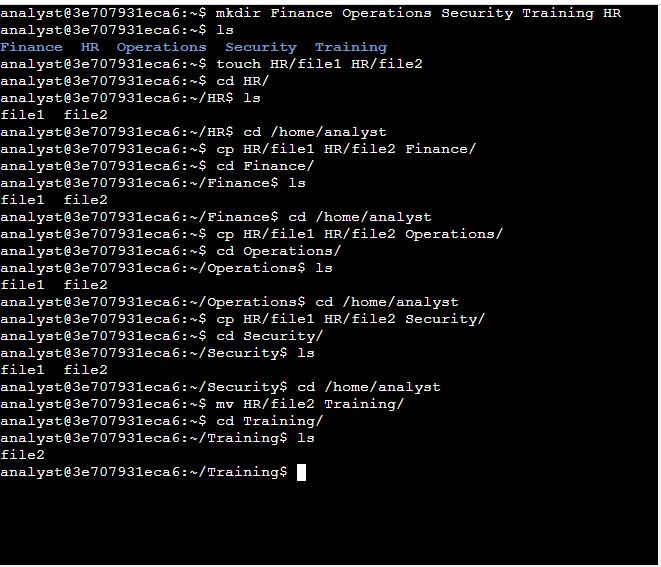 analyst@3e707931eca6:~$ mkdir Finance Operations Security Training HR
analyst@3e707931eca6:~$ ls
Finance  HR  Operations  Security  Training
analyst@3e707931eca6:~$ touch HR/file1 HR/file2
analyst@3e707931eca6:~$ cd HR/
analyst@3e707931eca6:~/HR$ ls
file1  file2
analyst@3e707931eca6:~/HR$ cd /home/analyst
analyst@3e707931eca6:~$ cp HR/file1 HR/file2 Finance/
analyst@3e707931eca6:~$ cd Finance/
analyst@3e707931eca6:~/Finance$ ls
file1  file2
analyst@3e707931eca6:~/Finance$ cd /home/analyst
analyst@3e707931eca6:~$ cp HR/file1 HR/file2 Operations/
analyst@3e707931eca6:~$ cd Operations/
analyst@3e707931eca6:~/Operations$ ls
file1  file2
analyst@3e707931eca6:~/Operations$ cd /home/analyst
analyst@3e707931eca6:~$ cp HR/file1 HR/file2 Security/
analyst@3e707931eca6:~$ cd Security/
analyst@3e707931eca6:~/Security$ ls
file1  file2
analyst@3e707931eca6:~/Security$ cd /home/analyst
analyst@3e707931eca6:~$ mv HR/file2 Training/
analyst@3e707931eca6:~$ cd Training/
analyst@3e707931eca6:~/Training$ ls
file2
analyst@3e707931eca6:~/Training$